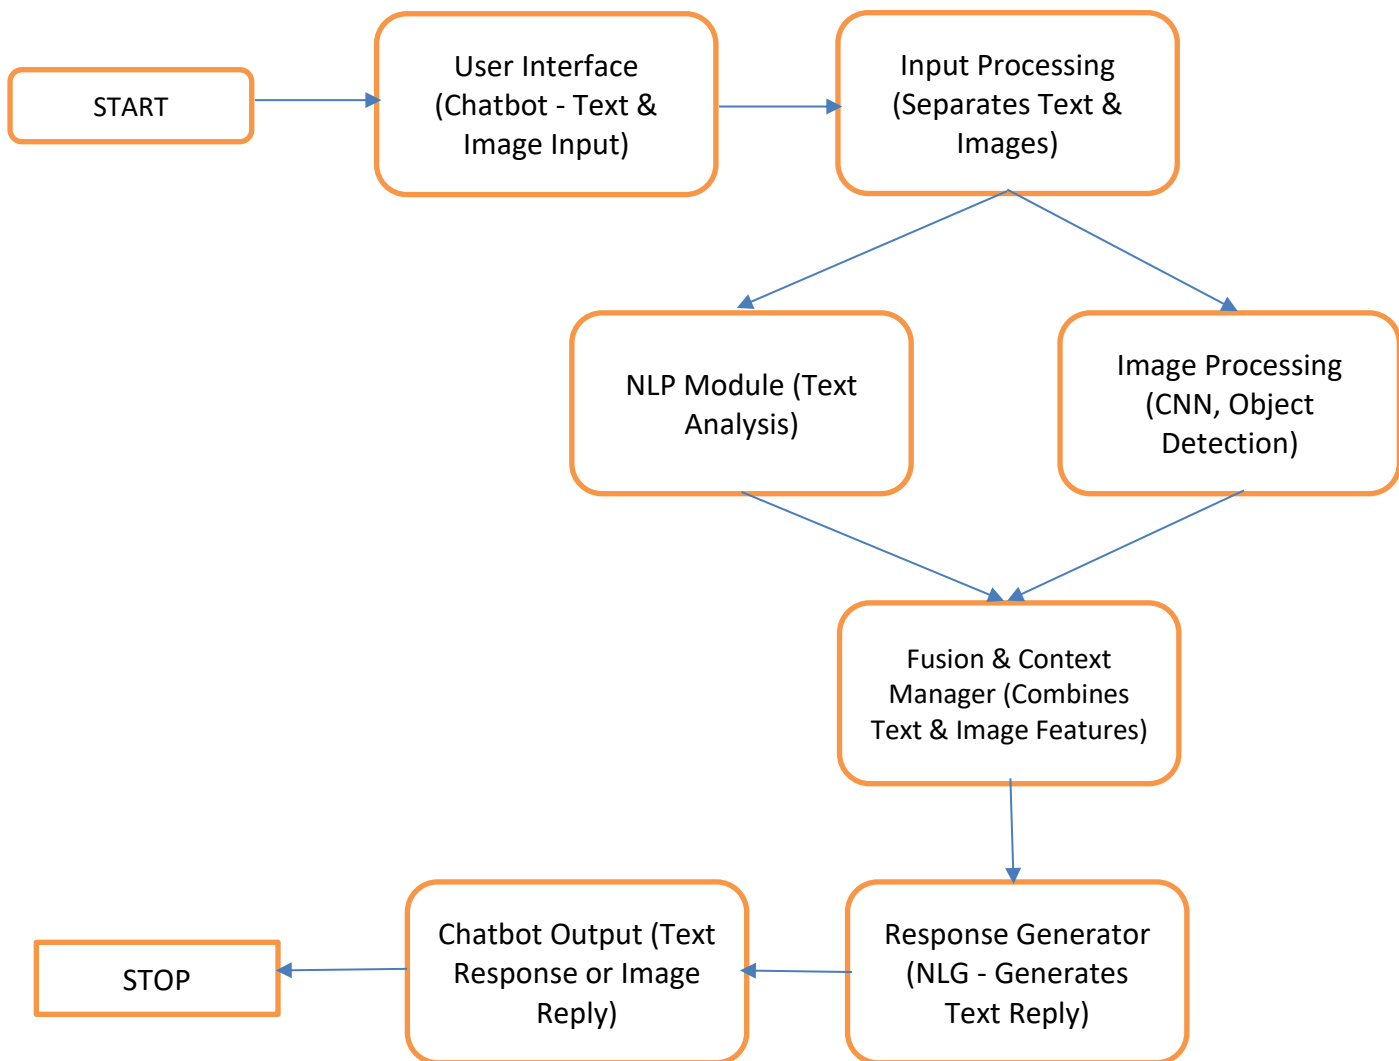 START
User Interface
(Chatbot - Text &
Image Input)
Input Processing
(Separates Text &
Images)
NLP Module (Text
Analysis)
Image Processing
(CNN, Object
Detection)
Fusion & Context
Manager (Combines
Text & Image Features)
Response Generator
(NLG - Generates
Text Reply)
Chatbot Output (Text
Response or Image
Reply)
STOP